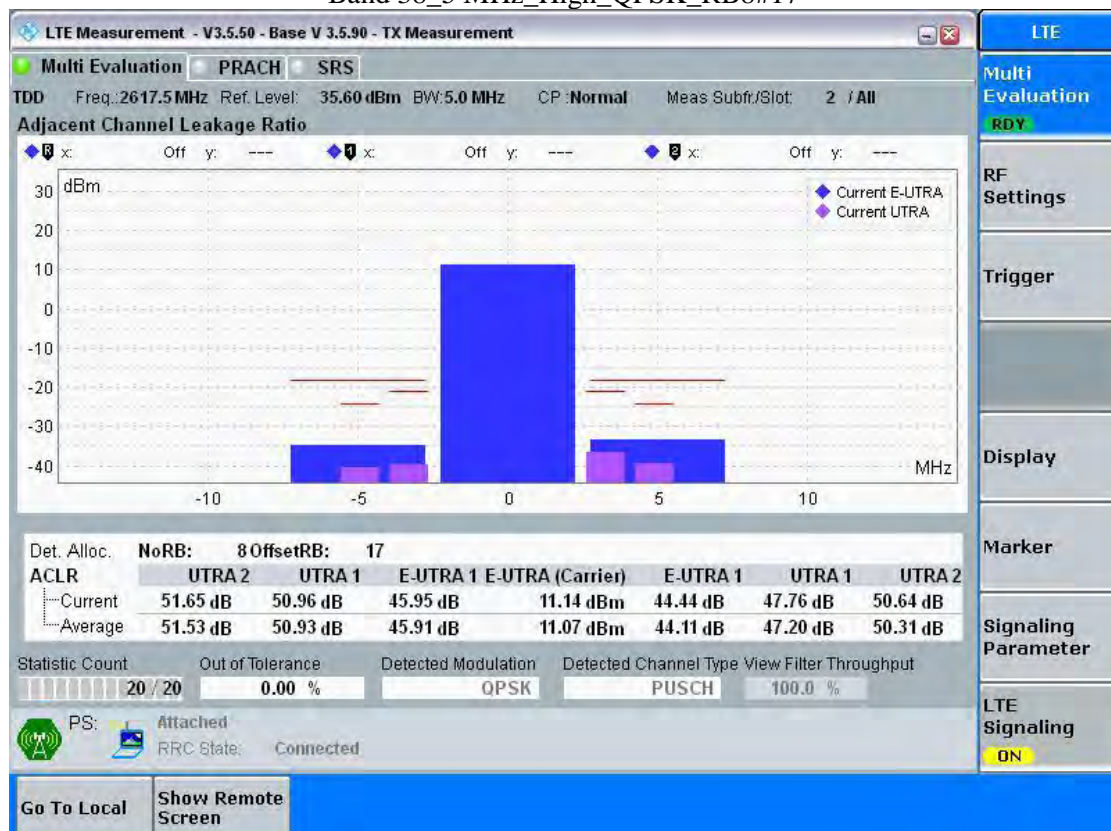 Band 38_5 MHz_High_QPSK_RB8#17
LTE Measurement - V3.5.50 - Base V 3.5.90 - TX Measurement
LTE
Multi Evaluation PRACH SRS
Multi Evaluation
RDY
TDD Freq.:2617.5 MHz Ref. Level: 35.60 dBm BW:5.0 MHz CP :Normal Meas Subfr./Slot: 2 / All
Adjacent Channel Leakage Ratio
R x: Off y: --- 1 x: Off y: --- 2 x: Off y: ---
dBm
Current E-UTRA
Current UTRA
30
20
10
0
-10
-20
-30
-40
MHz
-10 -5 0 5 10
RF Settings
Trigger
Display
Marker
Signaling Parameter
LTE Signaling
ON
Det. Alloc. NoRB: 8 OffsetRB: 17
ACLR UTRA 2 UTRA 1 E-UTRA 1 E-UTRA (Carrier) E-UTRA 1 UTRA 1 UTRA 2
Current 51.65 dB 50.96 dB 45.95 dB 11.14 dBm 44.44 dB 47.76 dB 50.64 dB
Average 51.53 dB 50.93 dB 45.91 dB 11.07 dBm 44.11 dB 47.20 dB 50.31 dB
Statistic Count Out of Tolerance Detected Modulation Detected Channel Type View Filter Throughput
20 / 20 0.00 % QPSK PUSCH 100.0 %
PS: Attached
RRC State: Connected
Go To Local
Show Remote Screen